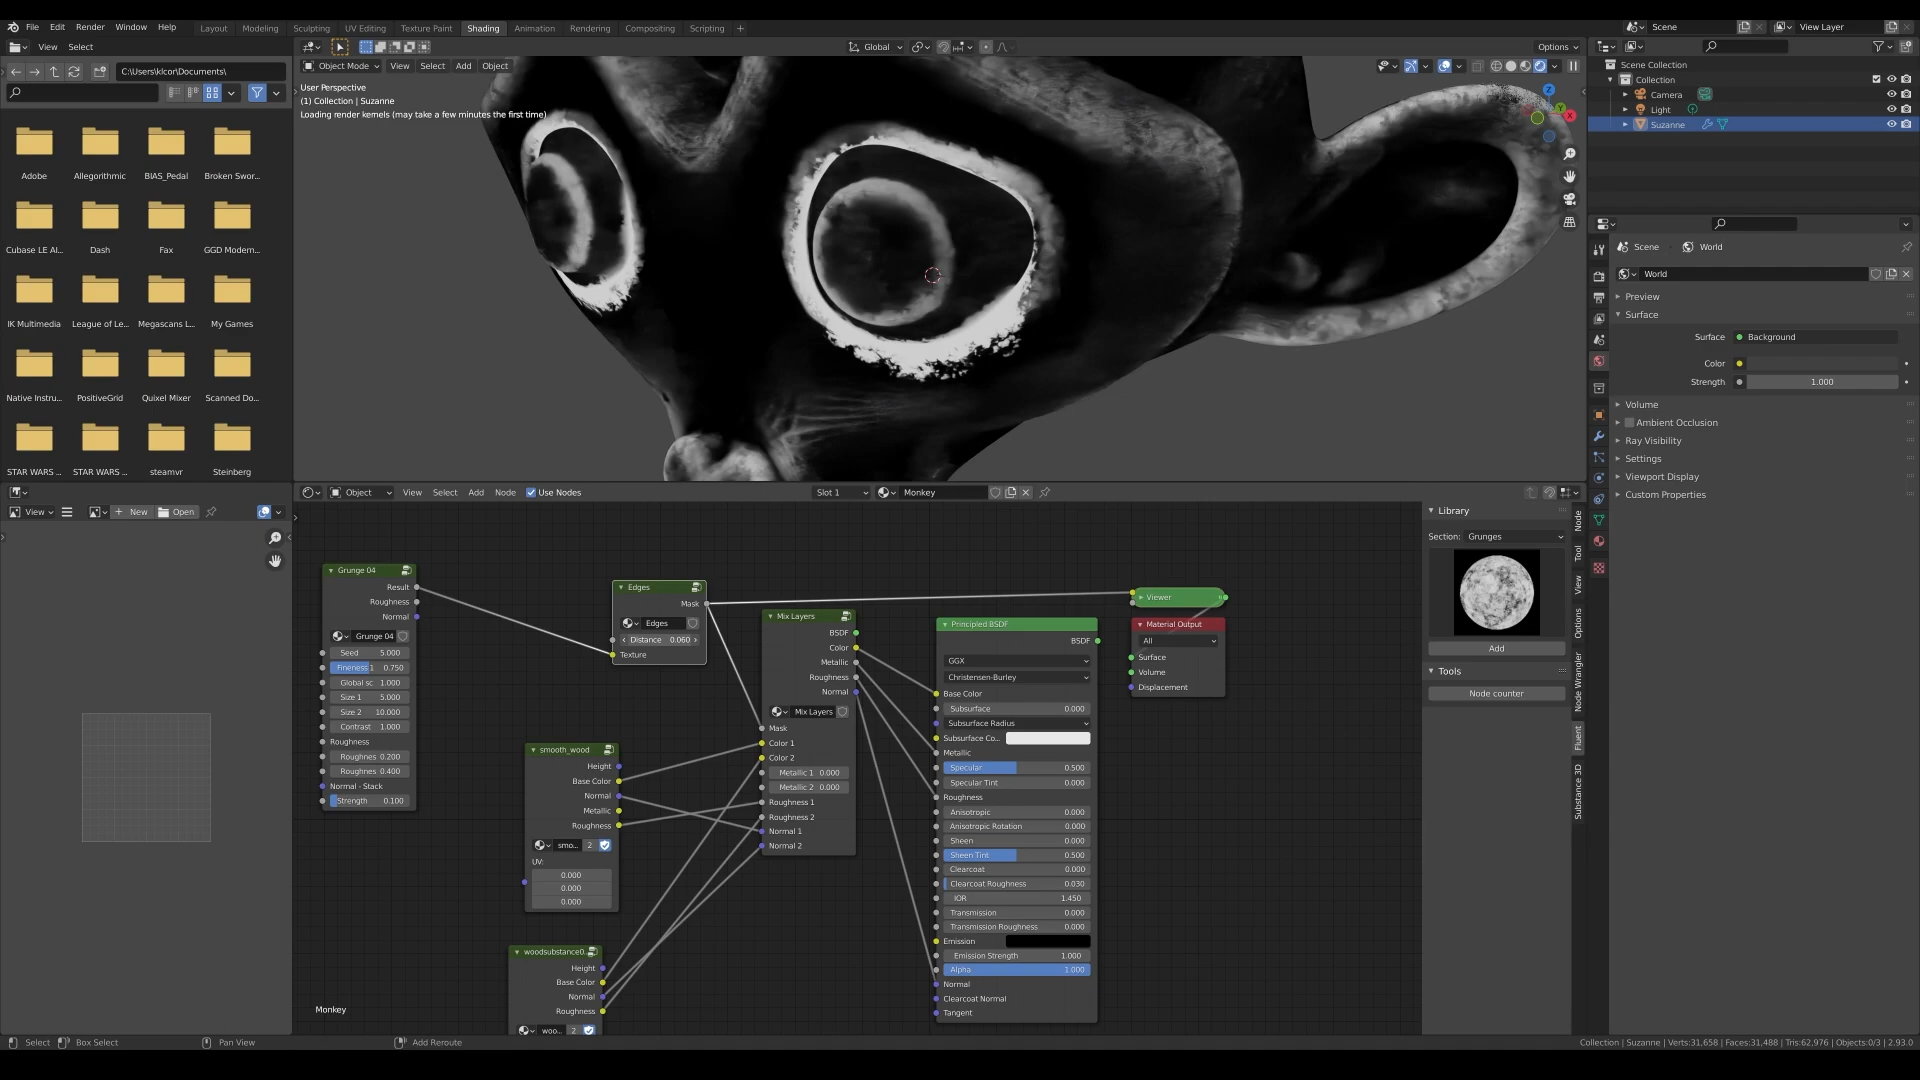 File Edit Render Window Help Layout Modeling Sculpting UV Editing Texture Paint Shading Animation Rendering Compositing Scripting + Scene View Layer
View Select
C:\Users\klcor\Documents\
Adobe Allegorithmic BIAS_Pedal Broken Swor...
Cubase LE AI... Dash Fax GGD Modern...
IK Multimedia League of Le... Megascans L... My Games
Native Instru... PositiveGrid Quixel Mixer Scanned Do...
STAR WARS ... STAR WARS ... steamvr Steinberg
Global Options
Object Mode View Select Add Object
User Perspective
(1) Collection | Suzanne
Loading render kernels (may take a few minutes the first time)
Z
Y
X
Scene Collection
Collection
Camera
Light
Suzanne
Scene World
World
Preview
Surface
Surface Background
Color
Strength 1.000
Volume
Ambient Occlusion
Ray Visibility
Settings
Viewport Display
Custom Properties
View New Open
Object View Select Add Node Use Nodes Slot 1 Monkey
Grunge 04
Result
Roughness
Normal
Grunge 04
Seed 5.000
Fineness 1 0.750
Global sc 1.000
Size 1 5.000
Size 2 10.000
Contrast 1.000
Roughness
Roughnes 0.200
Roughnes 0.400
Normal - Stack
Strength 0.100
Edges
Mask
Edges
Distance 0.060
Texture
smooth_wood
Height
Base Color
Normal
Metallic
Roughness
smo... 2
UV:
0.000
0.000
0.000
woodsubstance0...
Height
Base Color
Normal
Roughness
woo... 2
Mix Layers
BSDF
Color
Metallic
Roughness
Normal
Mix Layers
Mask
Color 1
Color 2
Metallic 1 0.000
Metallic 2 0.000
Roughness 1
Roughness 2
Normal 1
Normal 2
Principled BSDF
BSDF
GGX
Christensen-Burley
Base Color
Subsurface 0.000
Subsurface Radius
Subsurface Co...
Metallic
Specular 0.500
Specular Tint 0.000
Roughness
Anisotropic 0.000
Anisotropic Rotation 0.000
Sheen 0.000
Sheen Tint 0.500
Clearcoat 0.000
Clearcoat Roughness 0.030
IOR 1.450
Transmission 0.000
Transmission Roughness 0.000
Emission
Emission Strength 1.000
Alpha 1.000
Normal
Clearcoat Normal
Tangent
Viewer
Material Output
All
Surface
Volume
Displacement
Library
Section: Grunges
Add
Tools
Node counter
Node
Tool
View
Options
Node Wrangler
Fluent
Substance 3D
Monkey
Select Box Select Pan View Add Reroute Collection | Suzanne | Verts:31,658 | Faces:31,488 | Tris:62,976 | Objects:0/3 | 2.93.0